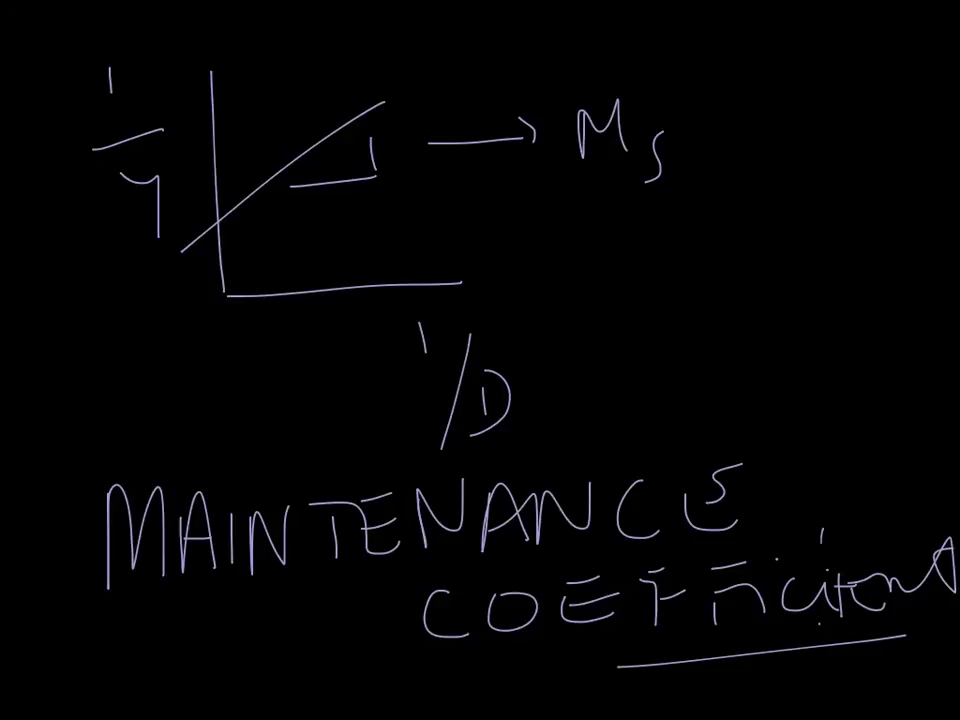 1
—
Y
→ Ms
1/D
MAINTENANCE
COEFFicient